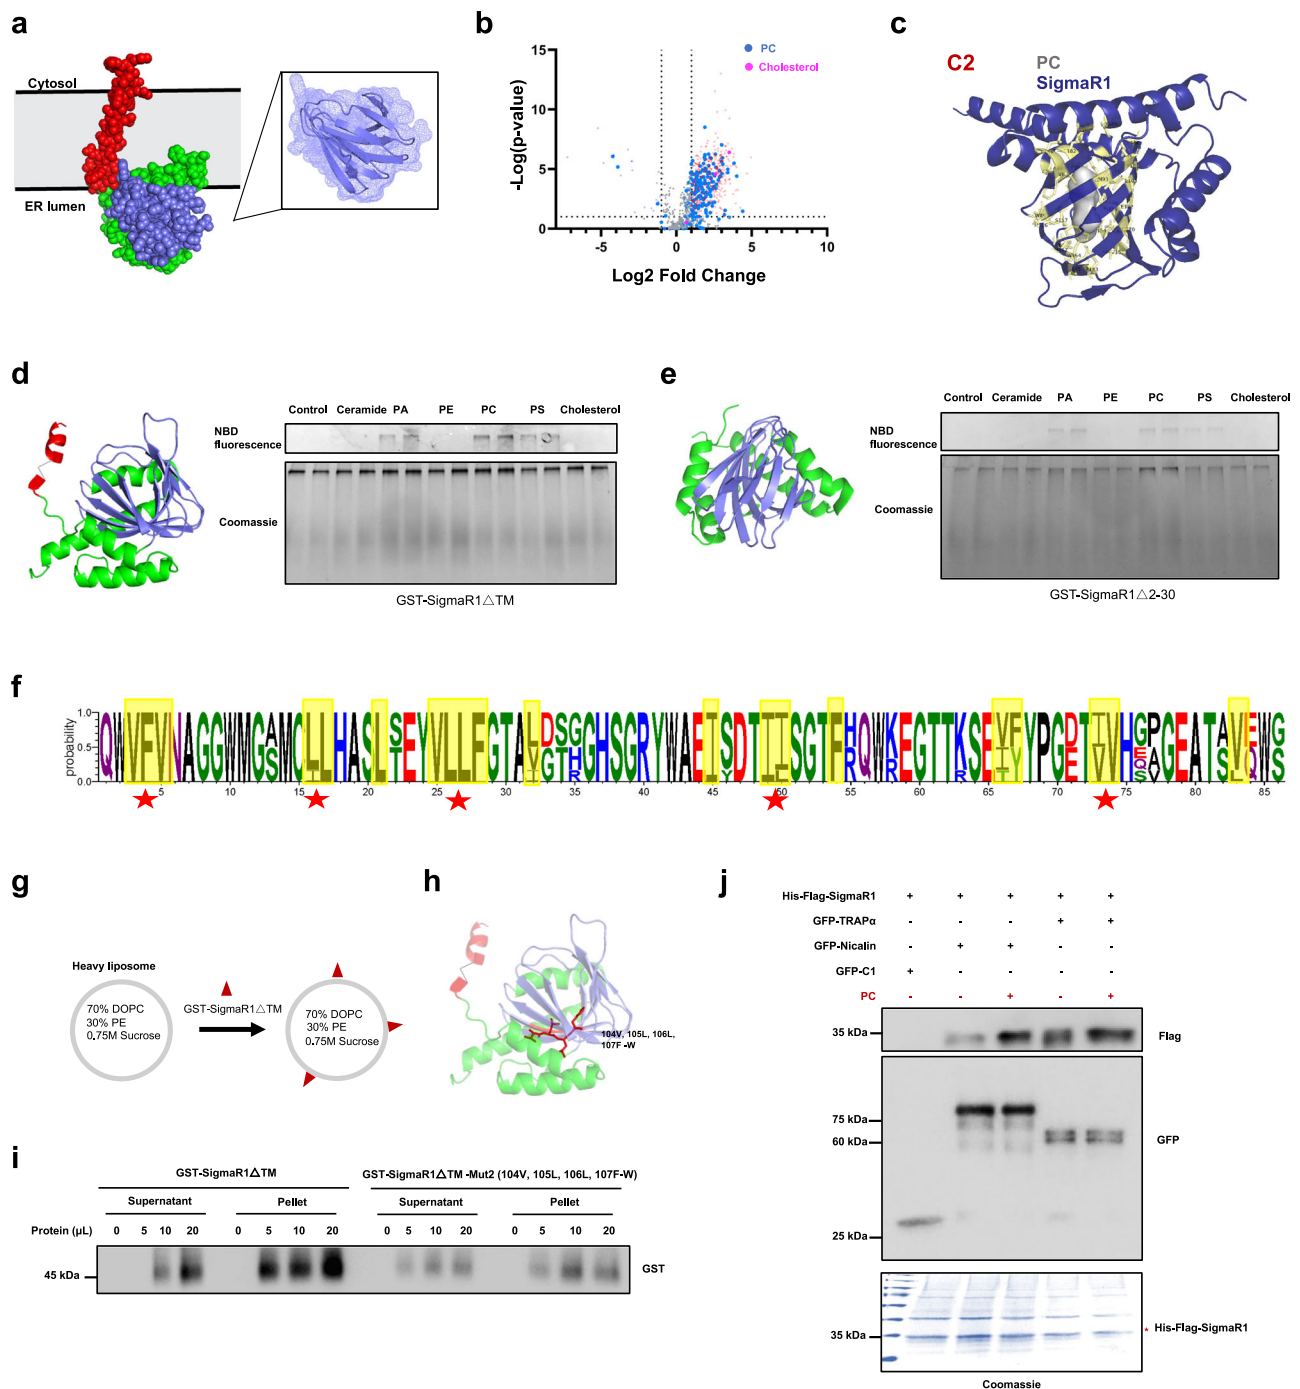 a
Cytosol
ER lumen
b
15
10
5
0
-5
0
5
10
-Log(p-value)
Log2 Fold Change
PC
Cholesterol
c
C2
PC
SigmaR1
d
Control Ceramide PA PE PC PS Cholesterol
NBD
fluorescence
Coomassie
GST-SigmaR1△TM
e
Control Ceramide PA PE PC PS Cholesterol
NBD
fluorescence
Coomassie
GST-SigmaR1△2-30
f
probability
1.0
0.5
0.0
5 10 15 20 25 30 35 40 45 50 55 60 65 70 75 80 85
g
Heavy liposome
70% DOPC
30% PE
0.75M Sucrose
GST-SigmaR1△TM
70% DOPC
30% PE
0.75M Sucrose
h
104V, 105L, 106L,
107F -W
i
GST-SigmaR1△TM
GST-SigmaR1△TM -Mut2 (104V, 105L, 106L, 107F-W)
Supernatant Pellet Supernatant Pellet
Protein (μL) 0 5 10 20 0 5 10 20 0 5 10 20 0 5 10 20
45 kDa
GST
j
His-Flag-SigmaR1 + + + + +
GFP-TRAPα - - - + +
GFP-Nicalin - + + - -
GFP-C1 + - - - -
PC - - + - +
35 kDa
Flag
75 kDa
60 kDa
GFP
25 kDa
35 kDa
* His-Flag-SigmaR1
Coomassie